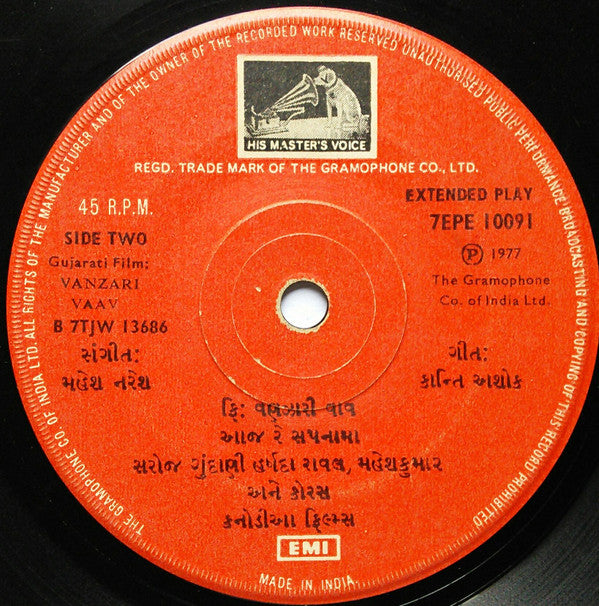 THE GRAMOPHONE CO. OF INDIA LTD. ALL RIGHTS OF THE MANUFACTURER AND OF THE OWNER OF THE RECORDED WORK RESERVED UNAUTHORISED PUBLIC PERFORMANCE BROADCASTING AND COPYING OF THIS RECORD PROHIBITED
HIS MASTER'S VOICE
REGD. TRADE MARK OF THE GRAMOPHONE CO., LTD.
45 R.P.M.
EXTENDED PLAY
7EPE 10091
SIDE TWO
Ⓟ 1977
Gujarati Film:
VANZARI
VAAV
The Gramophone
Co. of India Ltd.
B 7TJW 13686
સંગીત:
મહેશ નરેશ
ગીત:
કાન્તિ અશોક
ફિ: વણઝારી વાવ
આજ રે સપનામા
સરોજ ગુંદાણી હર્ષદા રાવલ, મહેશકુમાર
અને કોરસ
કનોડીઆ ફિલ્મ્સ
EMI
MADE IN INDIA